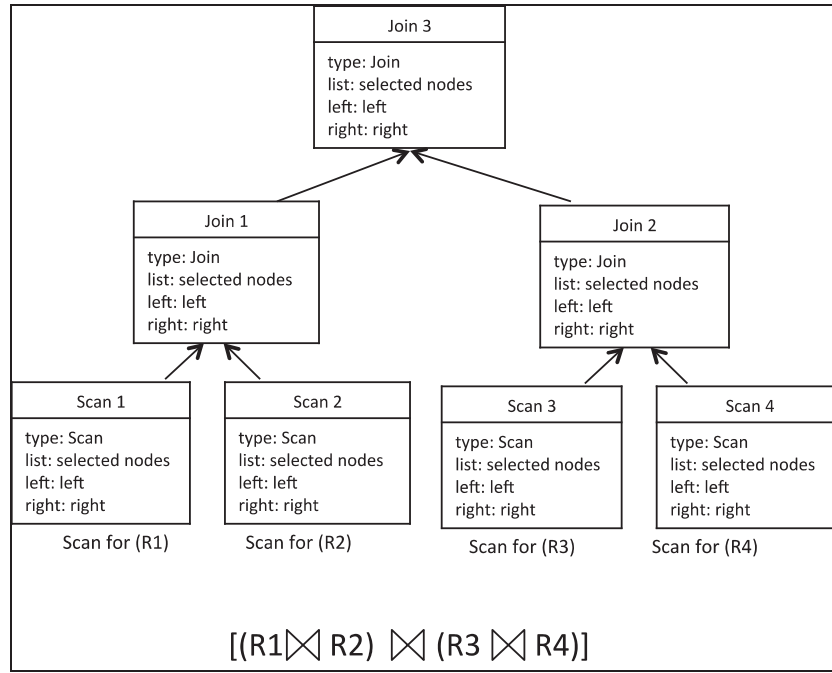 Join 3
type: Join
list: selected nodes
left: left
right: right
Join 1
type: Join
list: selected nodes
left: left
right: right
Join 2
type: Join
list: selected nodes
left: left
right: right
Scan 1
type: Scan
list: selected nodes
left: left
right: right
Scan for (R1)
Scan 2
type: Scan
list: selected nodes
left: left
right: right
Scan for (R2)
Scan 3
type: Scan
list: selected nodes
left: left
right: right
Scan for (R3)
Scan 4
type: Scan
list: selected nodes
left: left
right: right
Scan for (R4)
[(R1⋈ R2) ⋈ (R3 ⋈ R4)]